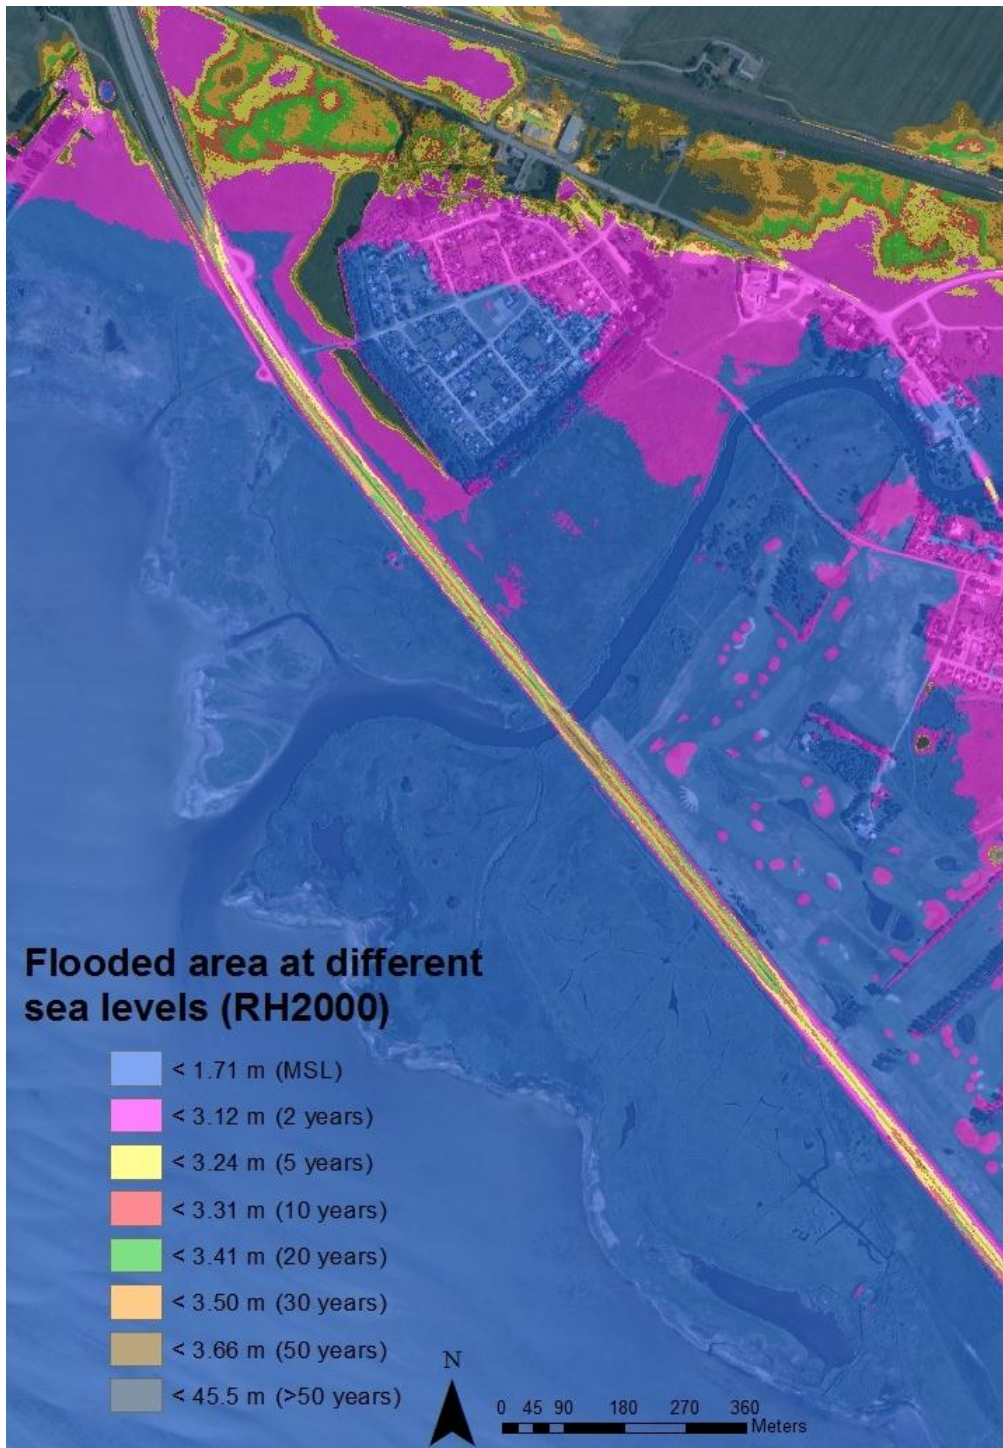 Flooded area at different
sea levels (RH2000)
< 1.71 m (MSL)
< 3.12 m (2 years)
< 3.24 m (5 years)
< 3.31 m (10 years)
< 3.41 m (20 years)
< 3.50 m (30 years)
< 3.66 m (50 years)
< 45.5 m (>50 years)
N
0 45 90 180 270 360
Meters